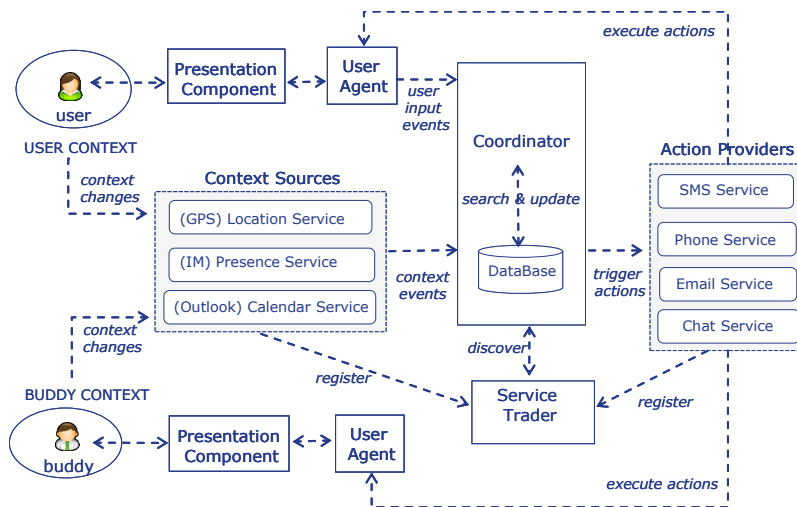 execute actions
user
Presentation
Component
User
Agent
user
input
events
USER CONTEXT
context
changes
Context Sources
(GPS) Location Service
(IM) Presence Service
(Outlook) Calendar Service
context
events
Coordinator
search & update
DataBase
trigger
actions
Action Providers
SMS Service
Phone Service
Email Service
Chat Service
context
changes
discover
register
register
BUDDY CONTEXT
buddy
Presentation
Component
User
Agent
Service
Trader
execute actions